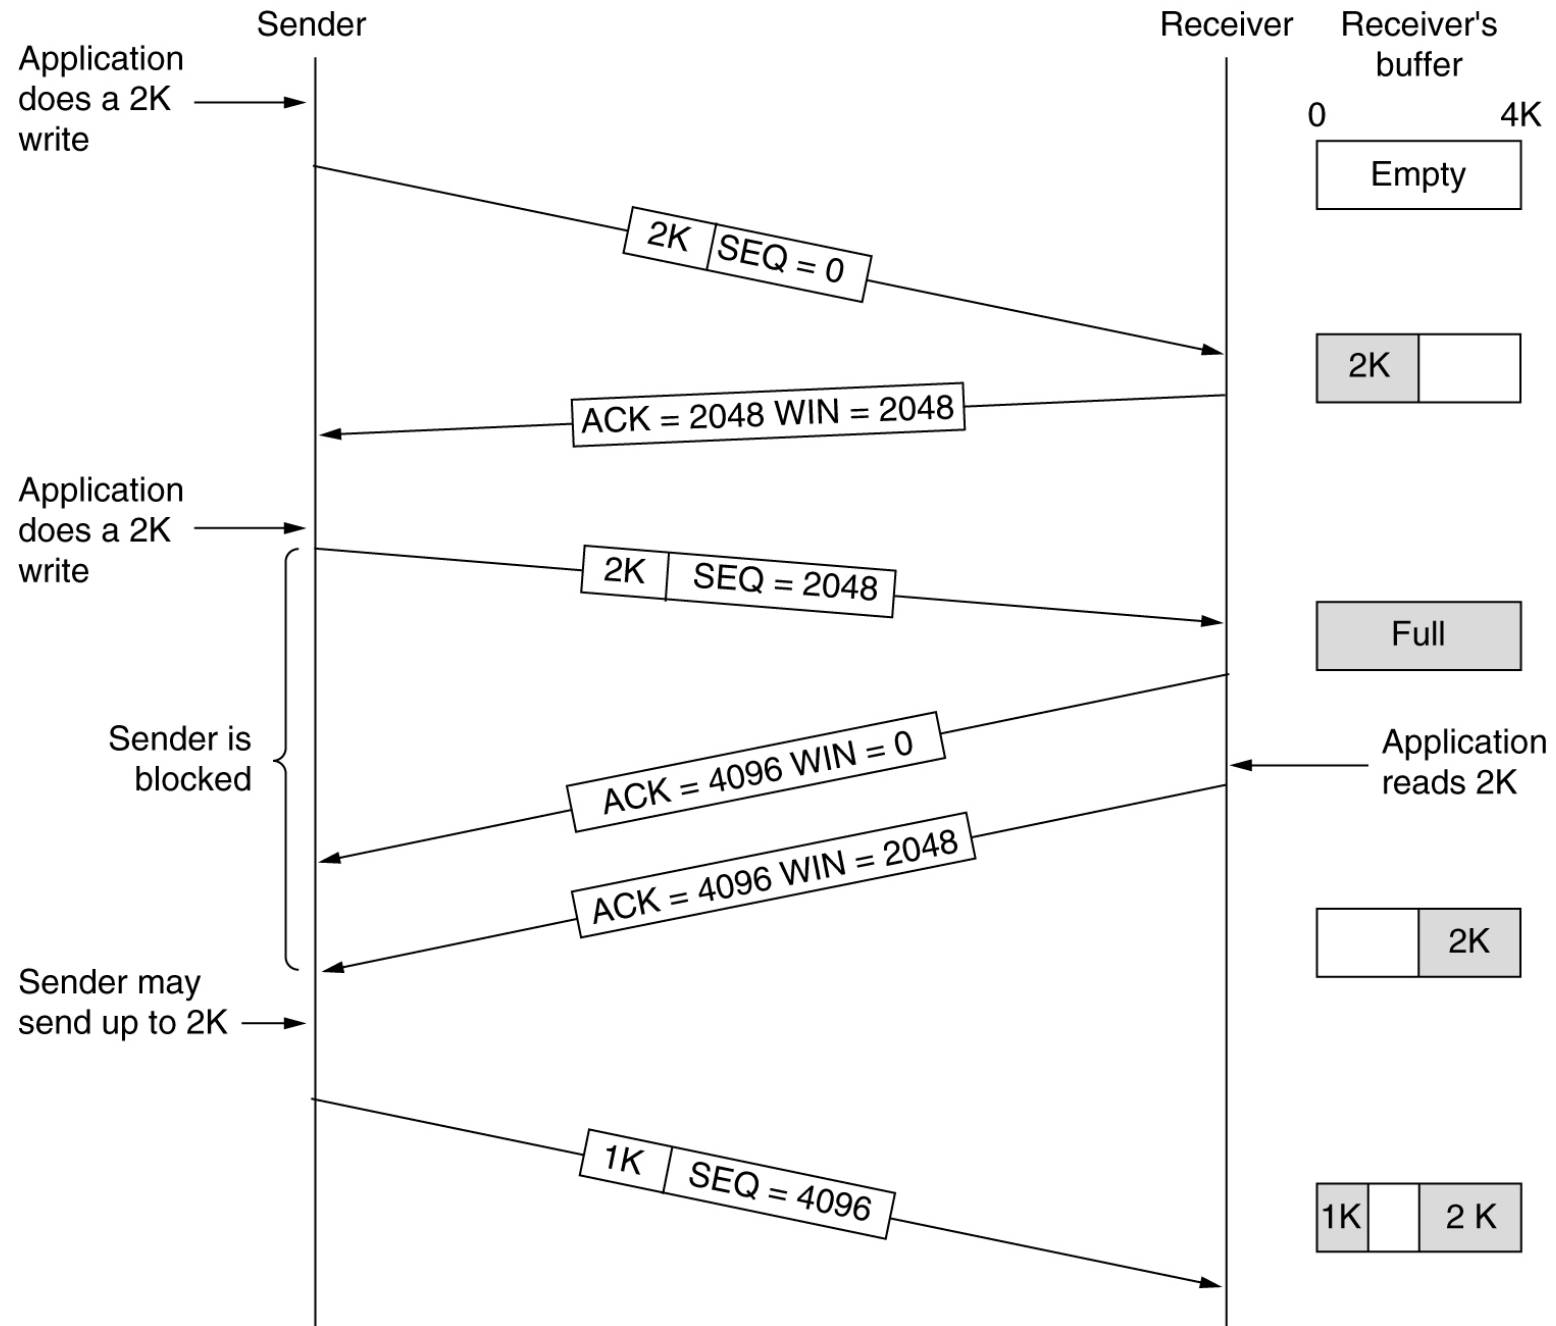 Sender
Receiver
Receiver's
buffer
Application
does a 2K
write
0
4K
Empty
2K
SEQ = 0
2K
ACK = 2048 WIN = 2048
Application
does a 2K
write
2K
SEQ = 2048
Full
Sender is
blocked
ACK = 4096 WIN = 0
Application
reads 2K
ACK = 4096 WIN = 2048
2K
Sender may
send up to 2K
1K
SEQ = 4096
1K
2 K